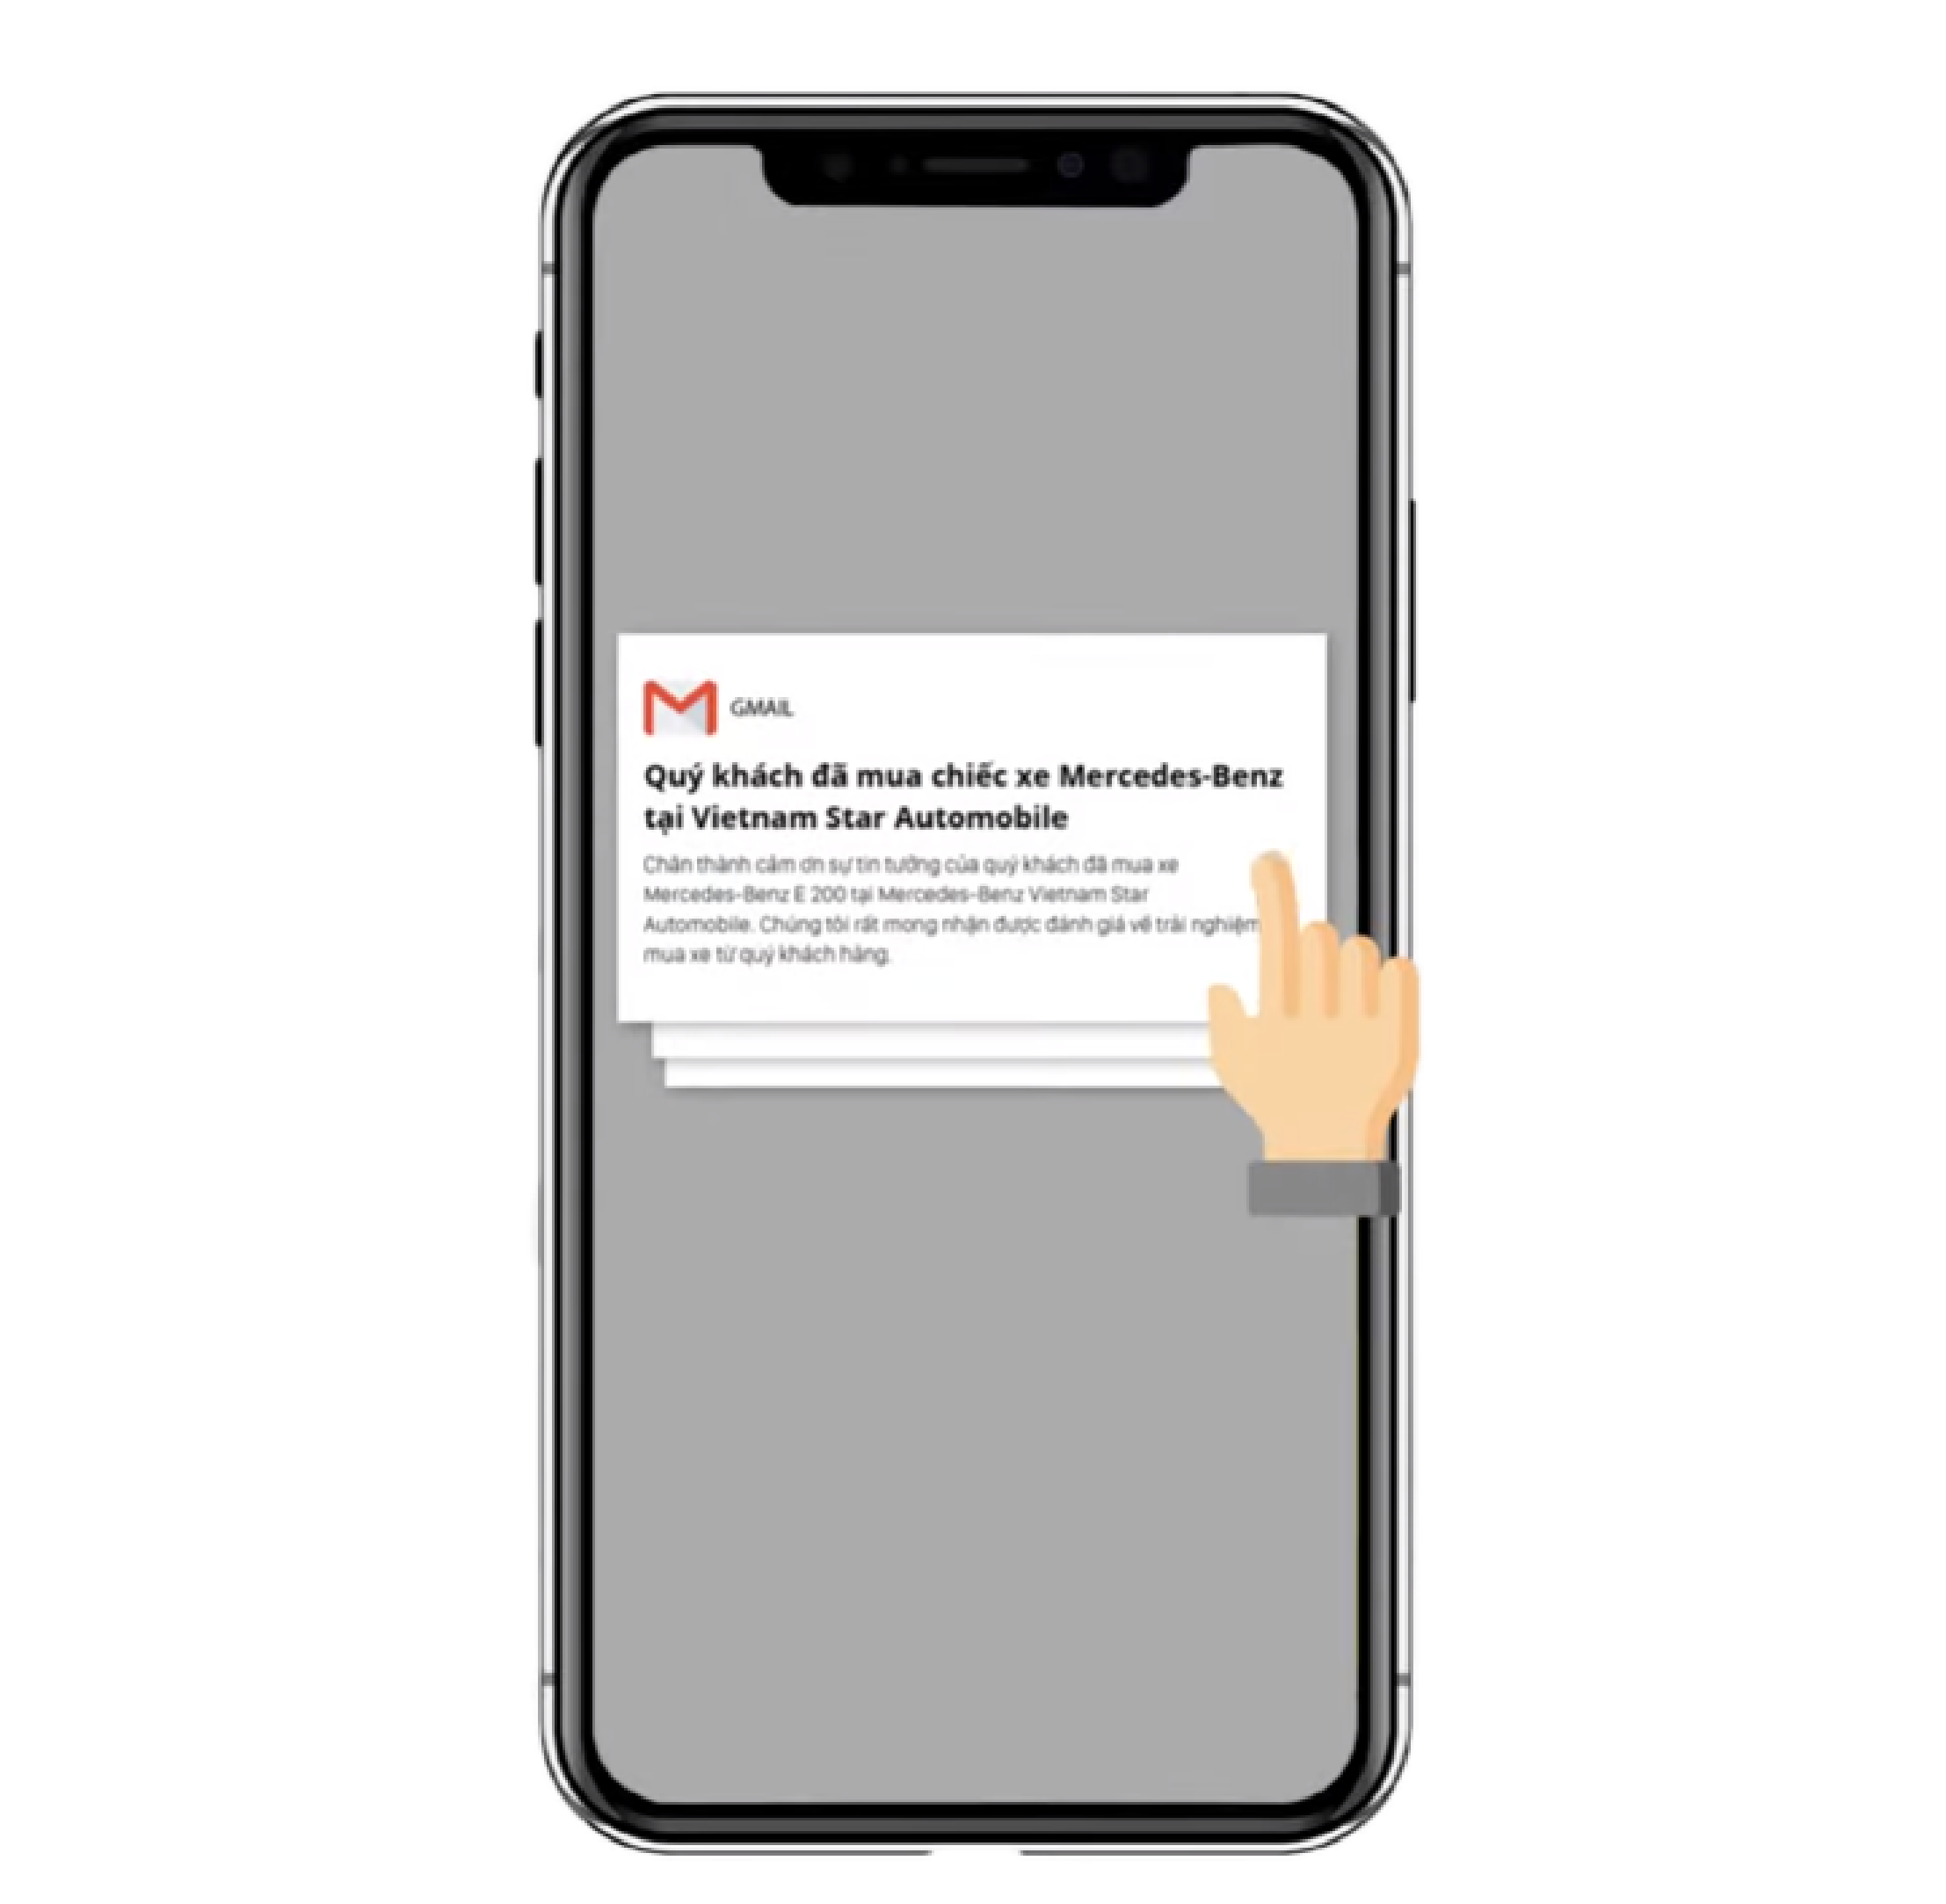 GMAIL
Quý khách đã mua chiếc xe Mercedes-Benz
tại Vietnam Star Automobile
Chân thành cảm ơn sự tin tưởng của quý khách đã mua xe
Mercedes-Benz E 200 tại Mercedes-Benz Vietnam Star
Automobile. Chúng tôi rất mong nhận được đánh giá về trải nghiệm
mua xe từ quý khách hàng.